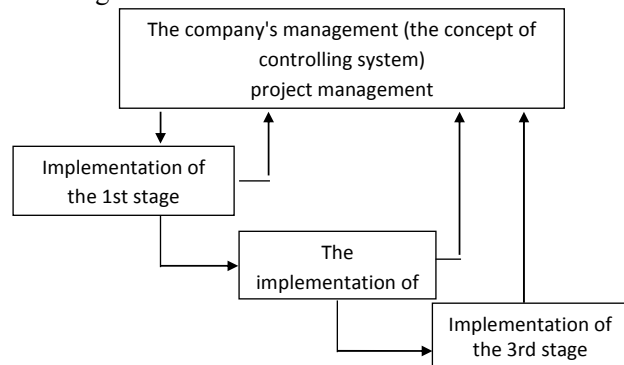 The company's management (the concept of
controlling system)
project management
Implementation of
the 1st stage
The
implementation of
Implementation of
the 3rd stage